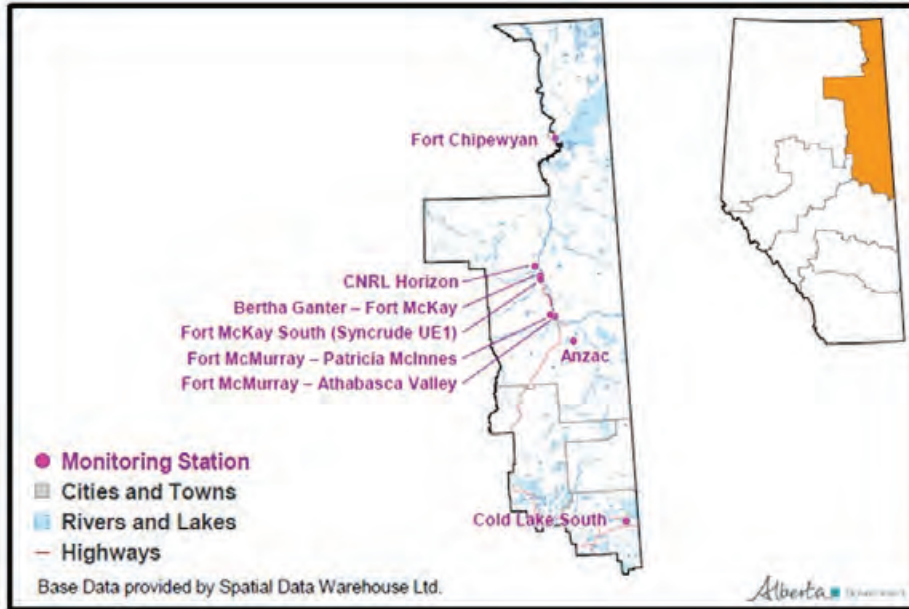 Fort Chipewyan
CNRL Horizon
Bertha Ganter – Fort McKay
Fort McKay South (Syncrude UE1)
Fort McMurray – Patricia McInnes
Anzac
Fort McMurray – Athabasca Valley
Monitoring Station
Cities and Towns
Rivers and Lakes
Cold Lake South
Highways
Base Data provided by Spatial Data Warehouse Ltd.
Alberta Government